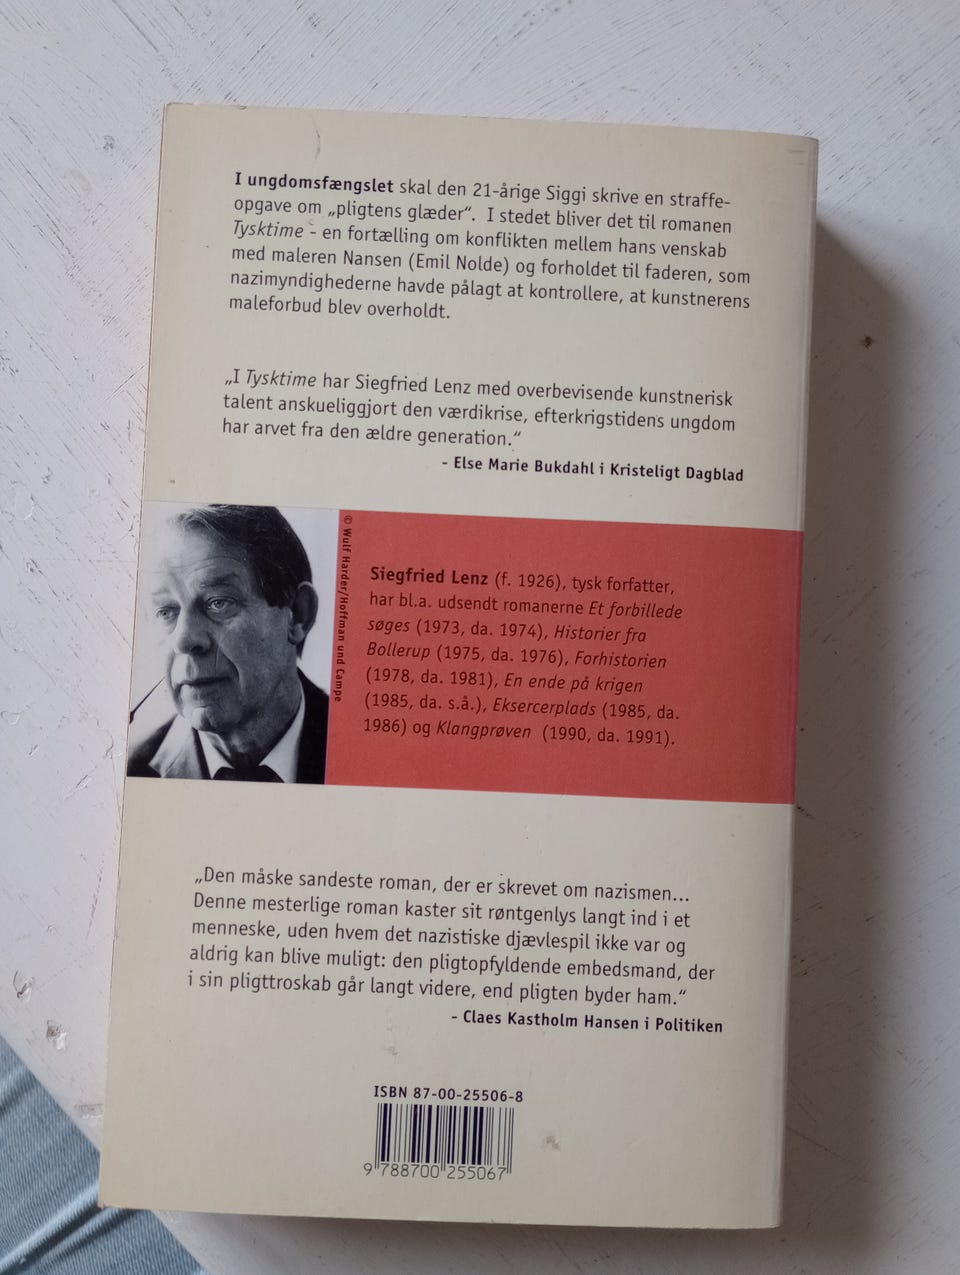 I ungdomsfængslet skal den 21-årige Siggi skrive en straffe-
opgave om „pligtens glæder“. I stedet bliver det til romanen
Tysktime - en fortælling om konflikten mellem hans venskab
med maleren Nansen (Emil Nolde) og forholdet til faderen, som
nazimyndighederne havde pålagt at kontrollere, at kunstnerens
maleforbud blev overholdt.
„I Tysktime har Siegfried Lenz med overbevisende kunstnerisk
talent anskueliggjort den værdikrise, efterkrigstidens ungdom
har arvet fra den ældre generation.“
- Else Marie Bukdahl i Kristeligt Dagblad
© Wulf Harder/Hoffman und Campe
Siegfried Lenz (f. 1926), tysk forfatter,
har bl.a. udsendt romanerne Et forbillede
søges (1973, da. 1974), Historier fra
Bollerup (1975, da. 1976), Forhistorien
(1978, da. 1981), En ende på krigen
(1985, da. s.å.), Eksercerplads (1985, da.
1986) og Klangprøven (1990, da. 1991).
„Den måske sandeste roman, der er skrevet om nazismen...
Denne mesterlige roman kaster sit røntgenlys langt ind i et
menneske, uden hvem det nazistiske djævlespil ikke var og
aldrig kan blive muligt: den pligtopfyldende embedsmand, der
i sin pligttroskab går langt videre, end pligten byder ham.“
- Claes Kastholm Hansen i Politiken
ISBN 87-00-25506-8
9 788700 255067